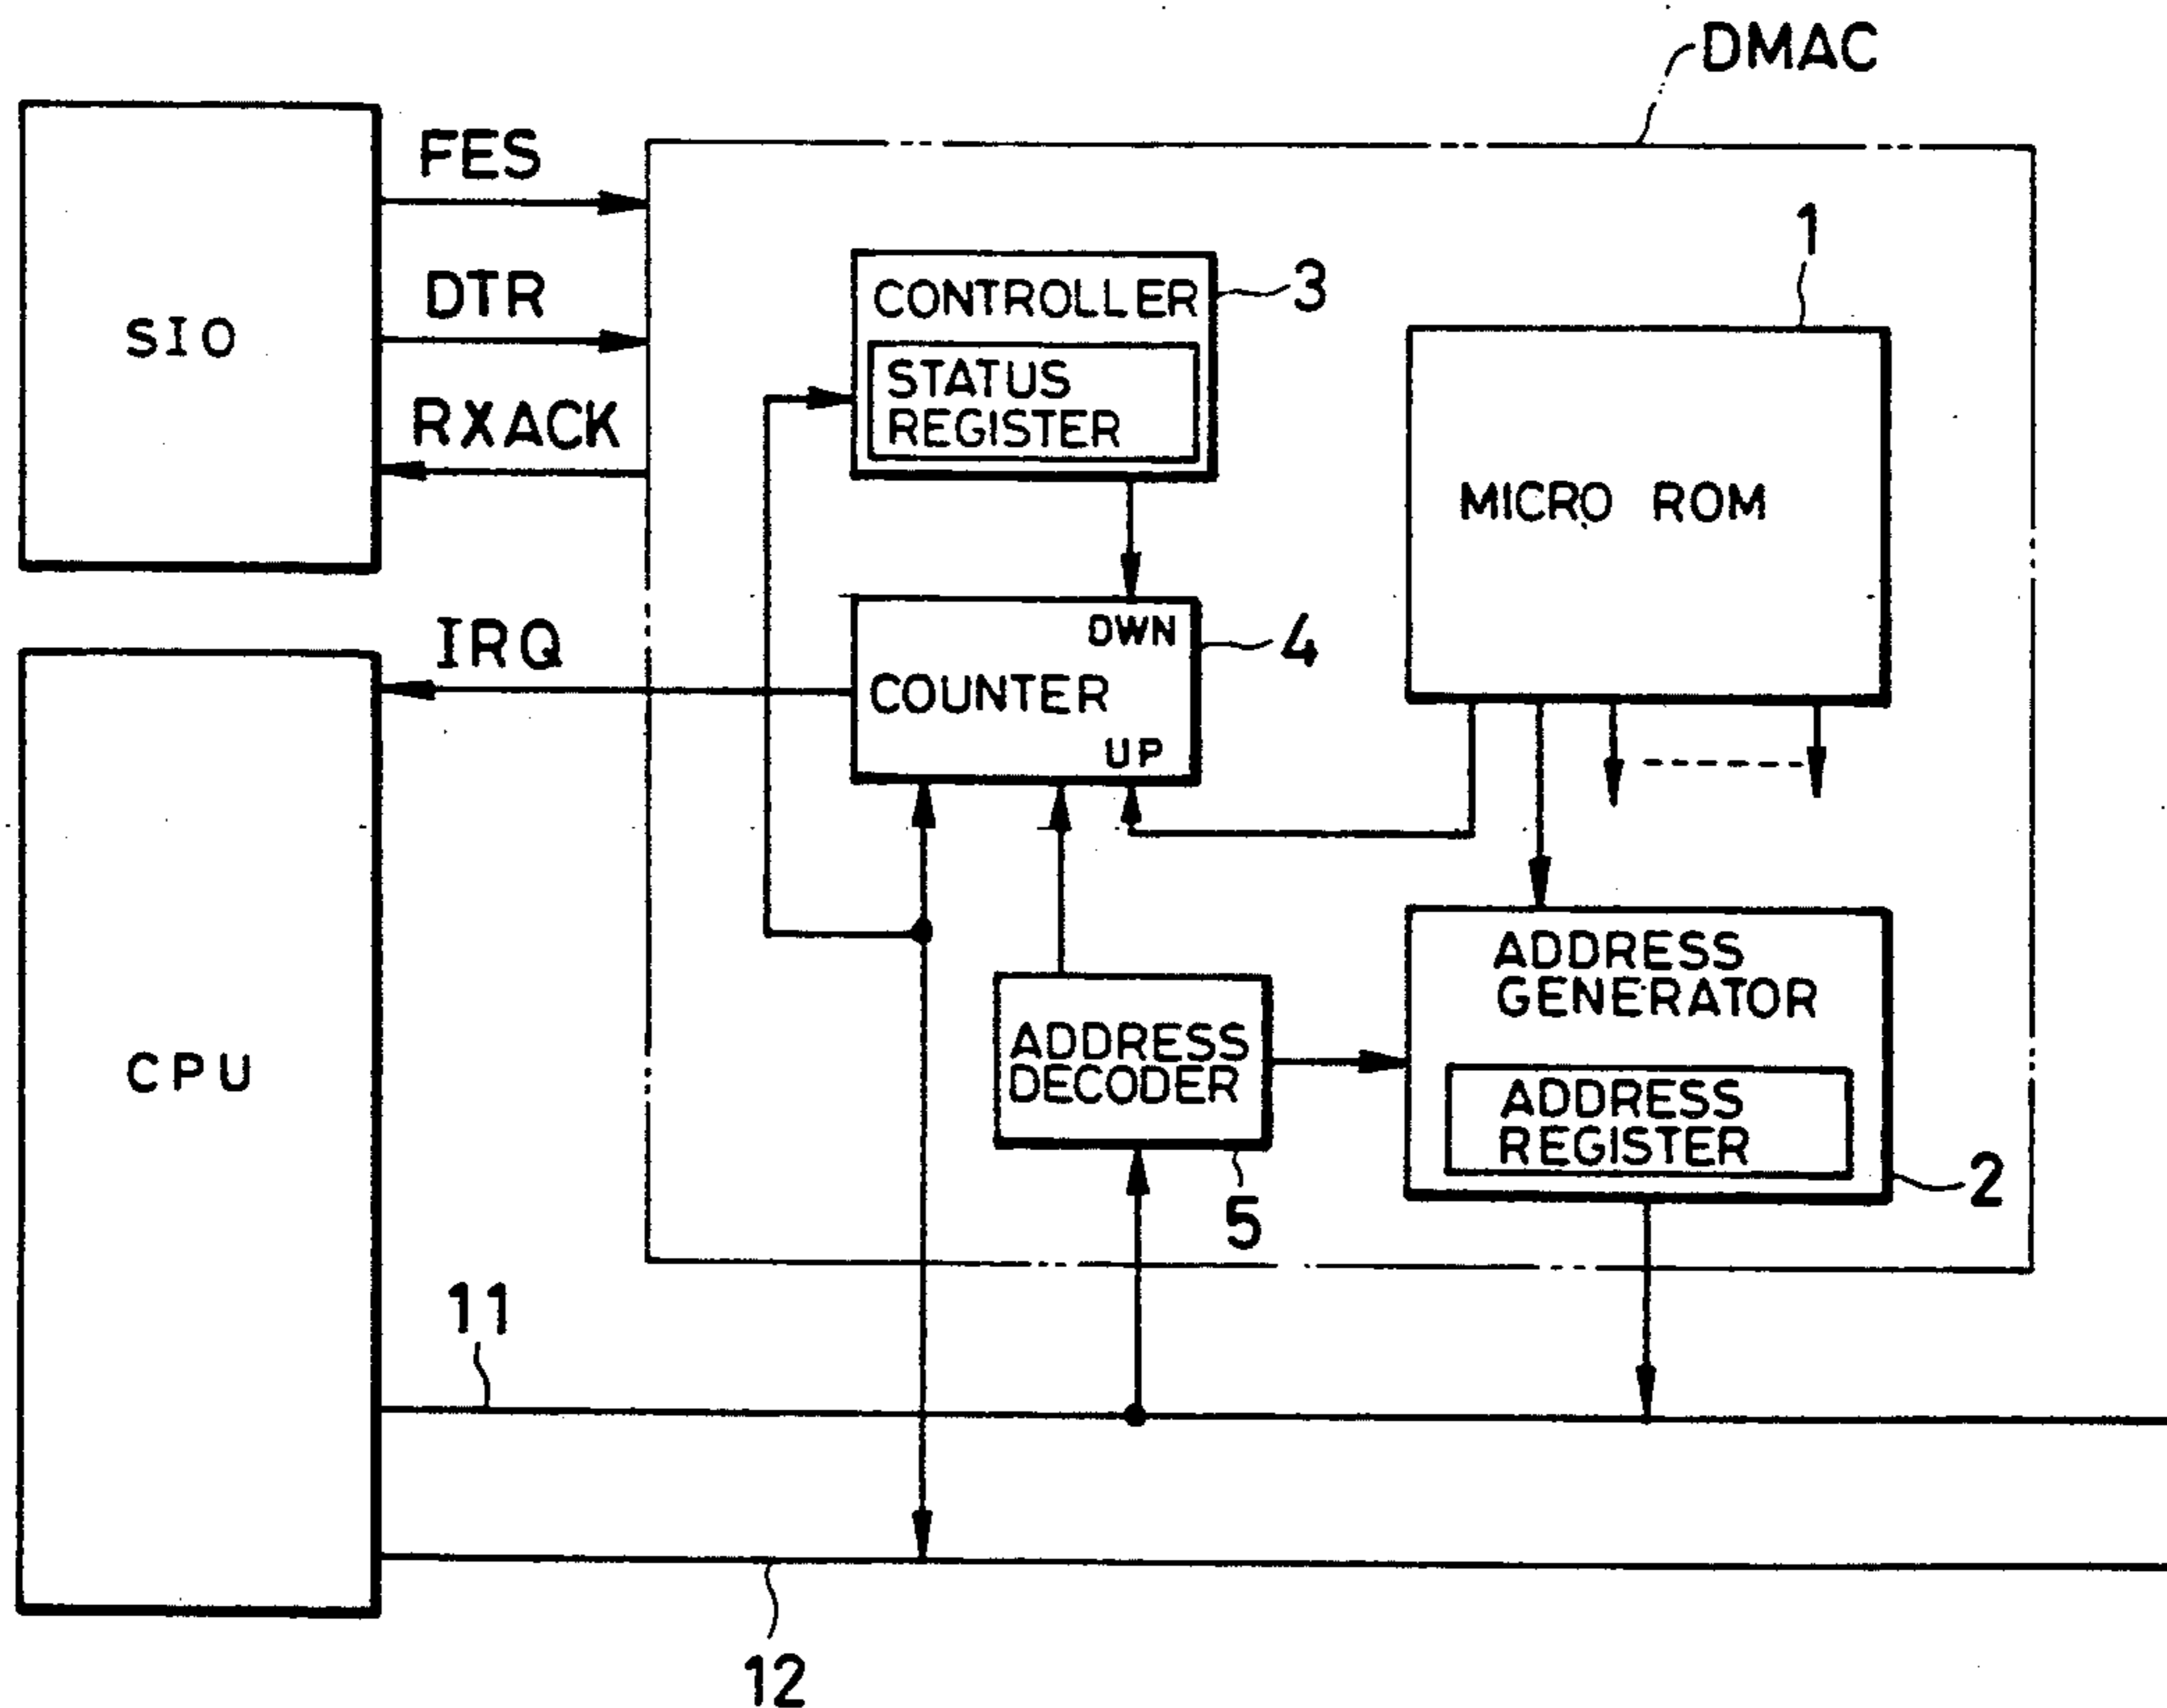 DMAC
FES
DTR
RXACK
SIO
CONTROLLER
3
STATUS
REGISTER
1
MICRO ROM
IRQ
DWN
4
COUNTER
UP
CPU
ADDRESS
DECODER
5
ADDRESS
GENERATOR
ADDRESS
REGISTER
2
11
12